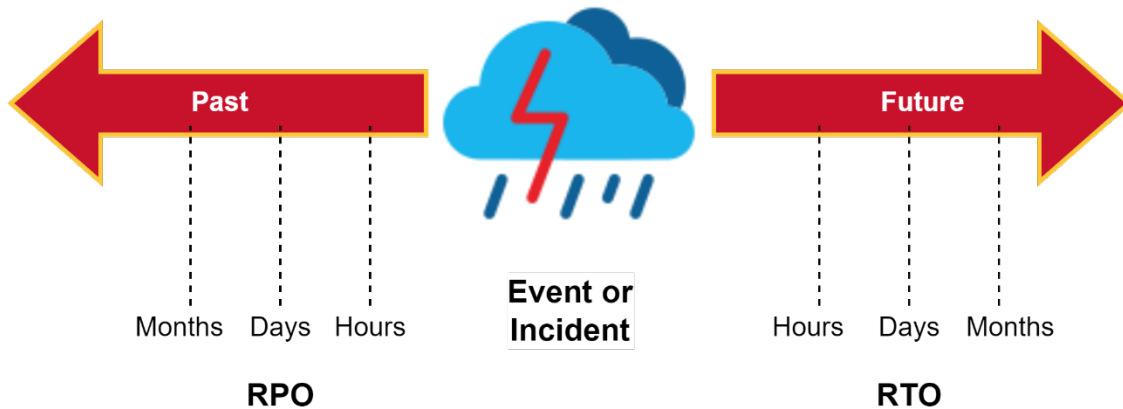 Past
Future
Event or
Incident
Months
Days
Hours
Hours
Days
Months
RPO
RTO